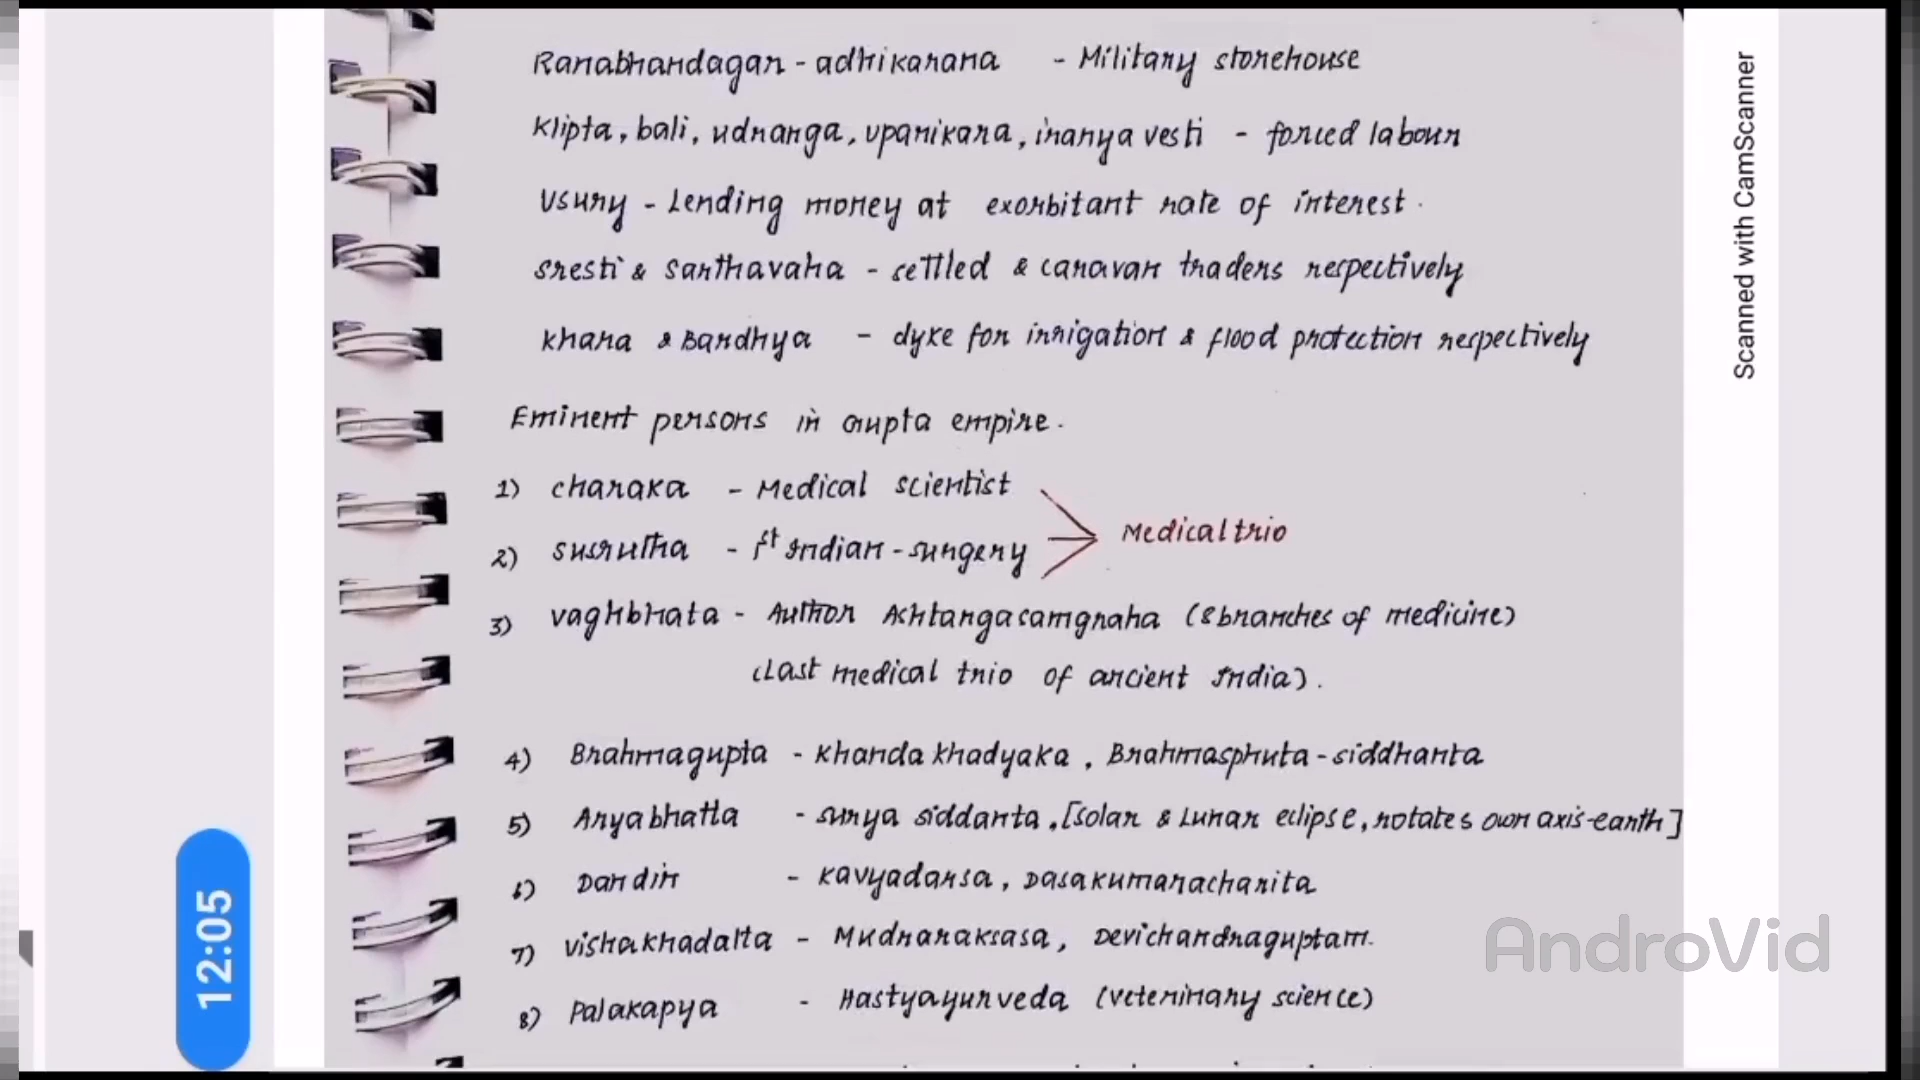 Ranabhandagar - adhikarana - Military storehouse
Klipta, bali, udranga, upanikara, iranya vesti - forced labour
Usury - Lending money at exorbitant rate of interest.
Sresti & Sarthavaha - settled & caravan traders respectively
Khana & Bandhya - dyke for irrigation & flood protection respectively
Eminent persons in Gupta empire.
1) Charaka - Medical scientist
2) Susrutha - 1st Indian - surgery
Medical trio
3) Vaghbhata - Author Ashtangasamgraha (8 branches of medicine)
(Last medical trio of ancient India).
4) Brahmagupta - Khanda khadyaka, Brahmasphuta - siddhanta
5) Aryabhatta - surya siddanta, [Solar & Lunar eclipse, rotates own axis-earth]
6) Dandin - Kavyadarsa, Dasakumaracharita
7) Vishakhadatta - Mudraraksasa, Devichandraguptam.
8) Palakapya - Hastyayurveda (veterinary science)
Scanned with CamScanner
12:05
AndroVid